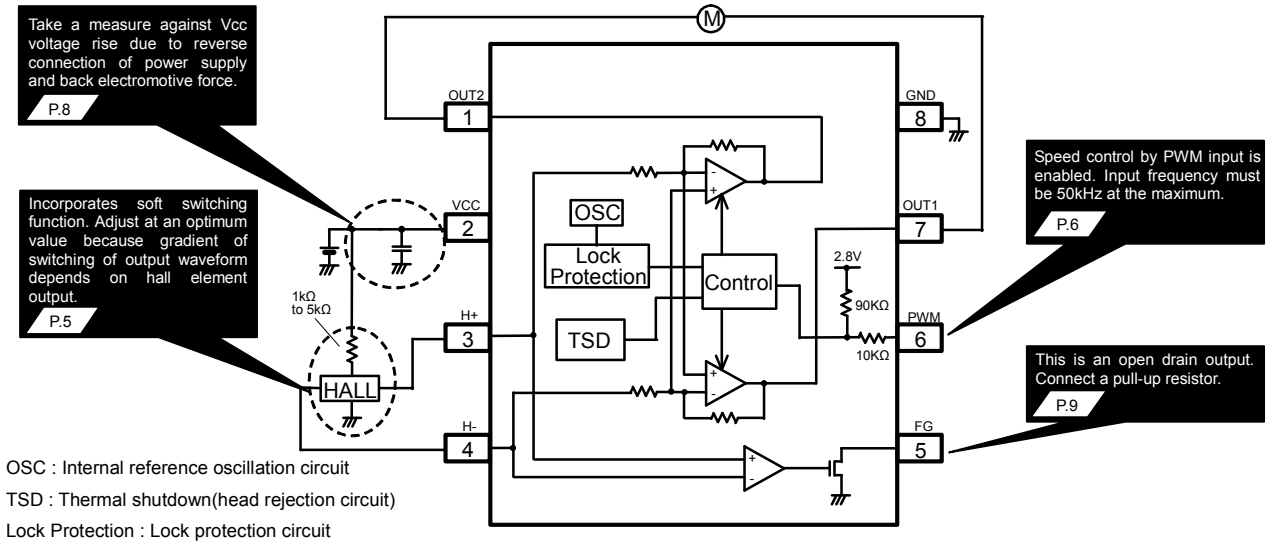 Take a measure against Vcc
voltage rise due to reverse
connection of power supply
and back electromotive force.
P.8
Incorporates soft switching
function. Adjust at an optimum
value because gradient of
switching of output waveform
depends on hall element
output.
P.5
M
OUT2
1
GND
8
VCC
2
OUT1
7
1kΩ
to 5kΩ
H+
3
HALL
H-
4
-
+
OSC
Lock
Protection
Control
TSD
2.8V
90KΩ
10KΩ
PWM
6
+
-
FG
5
+
-
Speed control by PWM input is
enabled. Input frequency must
be 50kHz at the maximum.
P.6
This is an open drain output.
Connect a pull-up resistor.
P.9
OSC : Internal reference oscillation circuit
TSD : Thermal shutdown(head rejection circuit)
Lock Protection : Lock protection circuit